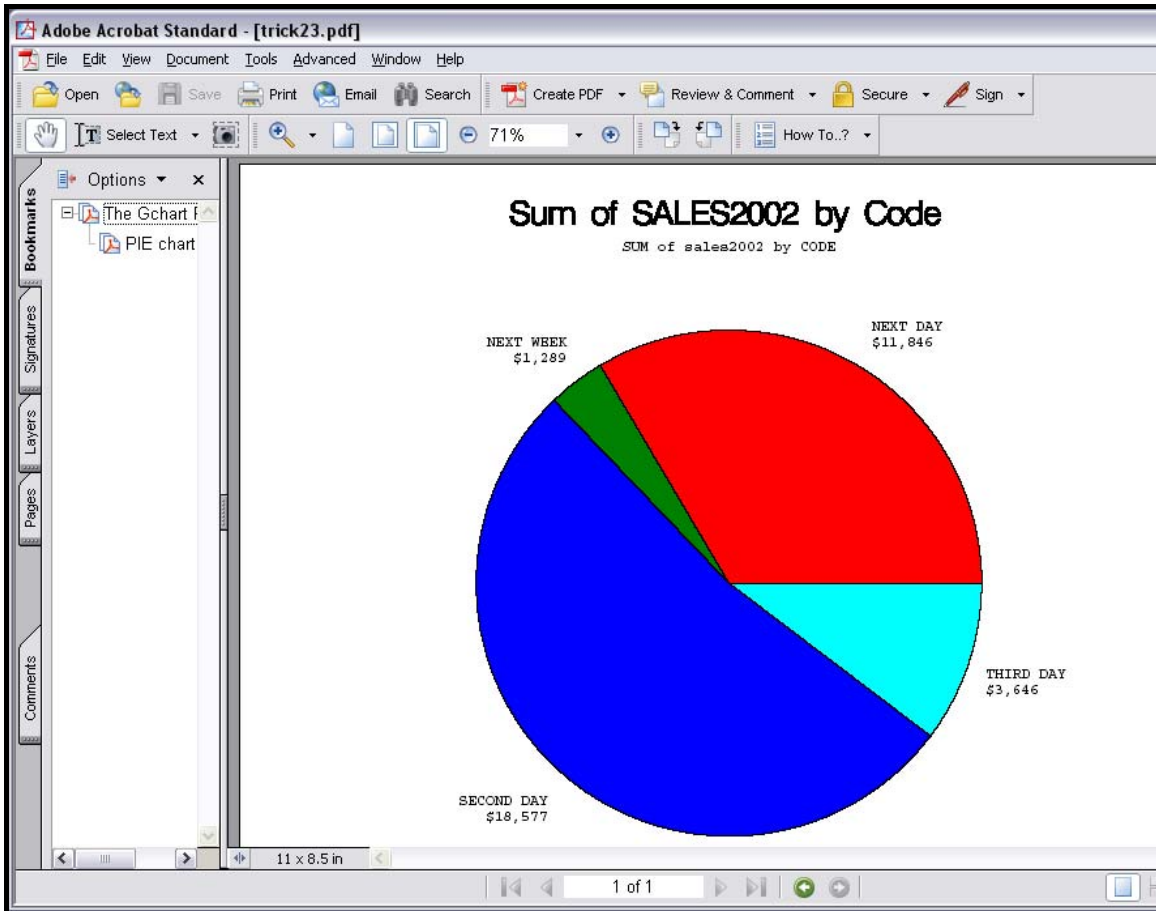 Adobe Acrobat Standard - [trick23.pdf]
File Edit View Document Tools Advanced Window Help
Open Save Print Email Search Create PDF Review & Comment Secure Sign
Select Text 71% How To..?
Bookmarks
Signatures
Layers
Pages
Comments
Options
The Gchart
PIE chart
Sum of SALES2002 by Code
SUM of sales2002 by CODE
NEXT DAY
$11,846
NEXT WEEK
$1,289
THIRD DAY
$3,646
SECOND DAY
$18,577
11 x 8.5 in
1 of 1